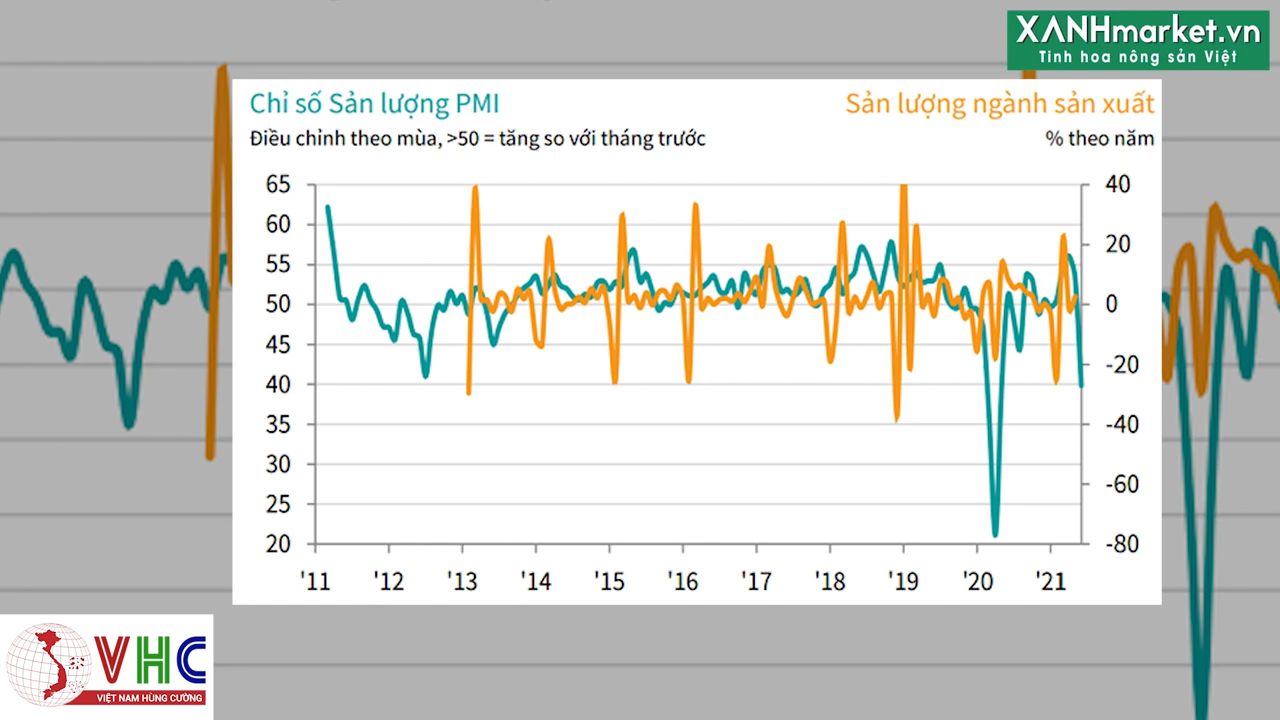 XANHmarket.vn
Tinh hoa nông sản Việt
Chỉ số Sản lượng PMI
Sản lượng ngành sản xuất
Điều chỉnh theo mùa, >50 = tăng so với tháng trước
% theo năm
65 40
60
55 20
50 0
45
40 -20
35 -40
30
25 -60
20 -80
'11 '12 '13 '14 '15 '16 '17 '18 '19 '20 '21
VHC
VIỆT NAM HÙNG CƯỜNG